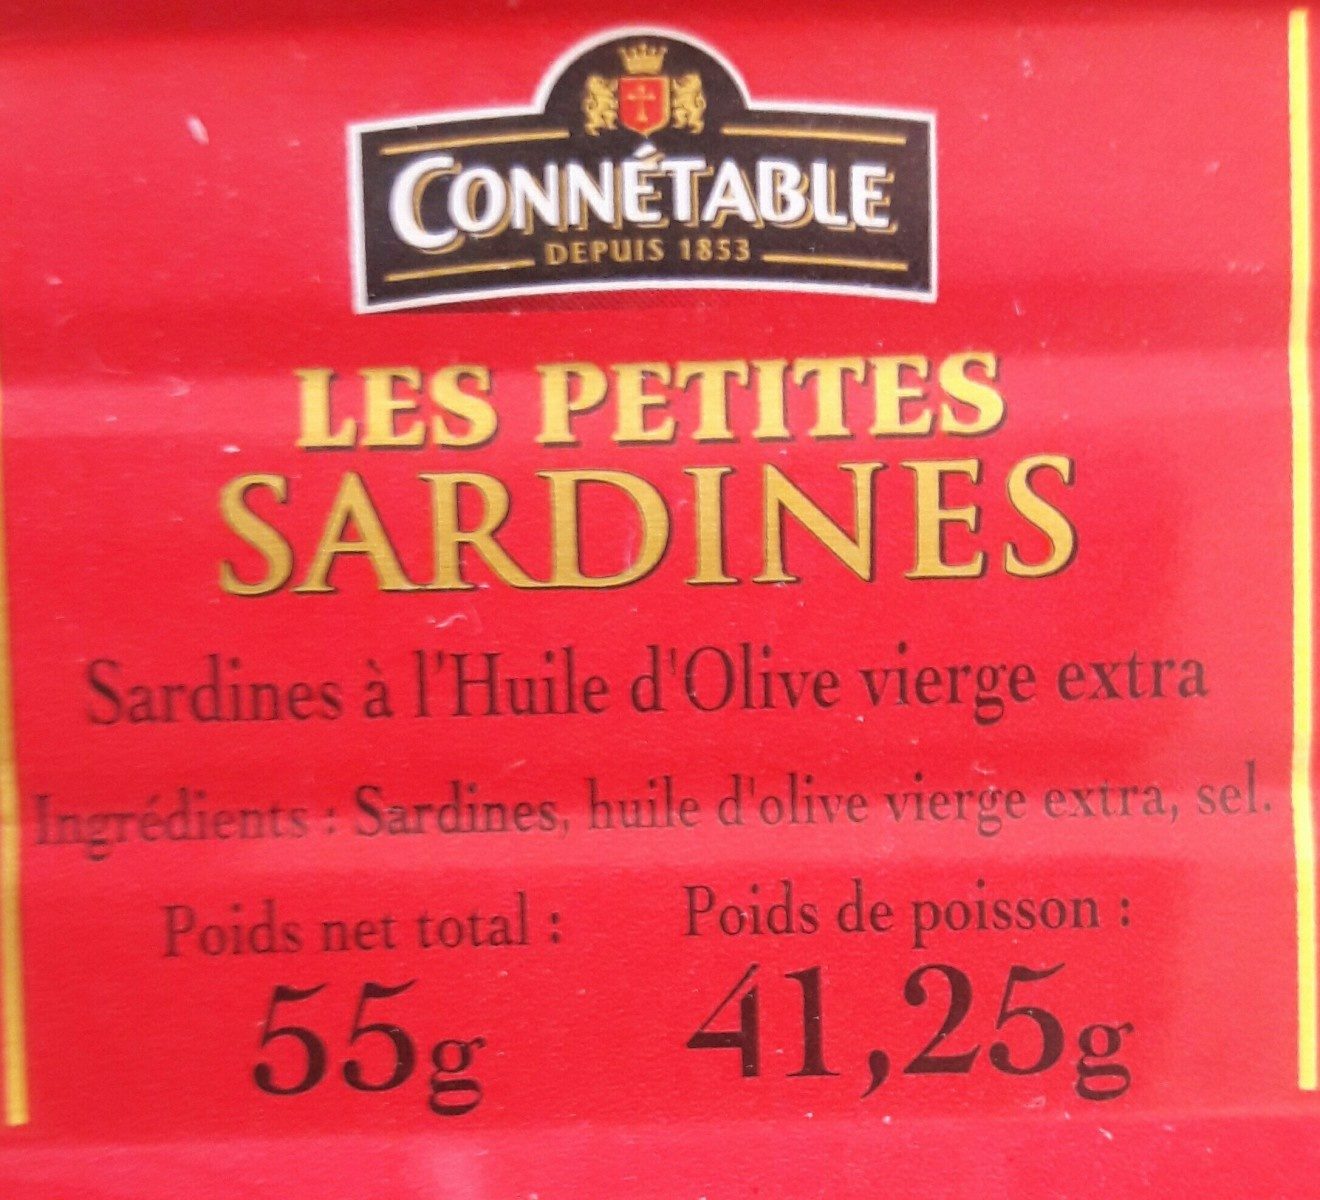 CONNÉTABLE
DEPUIS 1853
LES PETITES
SARDINES
Sardines à l'Huile d'Olive vierge extra
Ingrédients : Sardines, huile d'olive vierge extra, sel.
Poids net total : Poids de poisson :
55g 41,25g